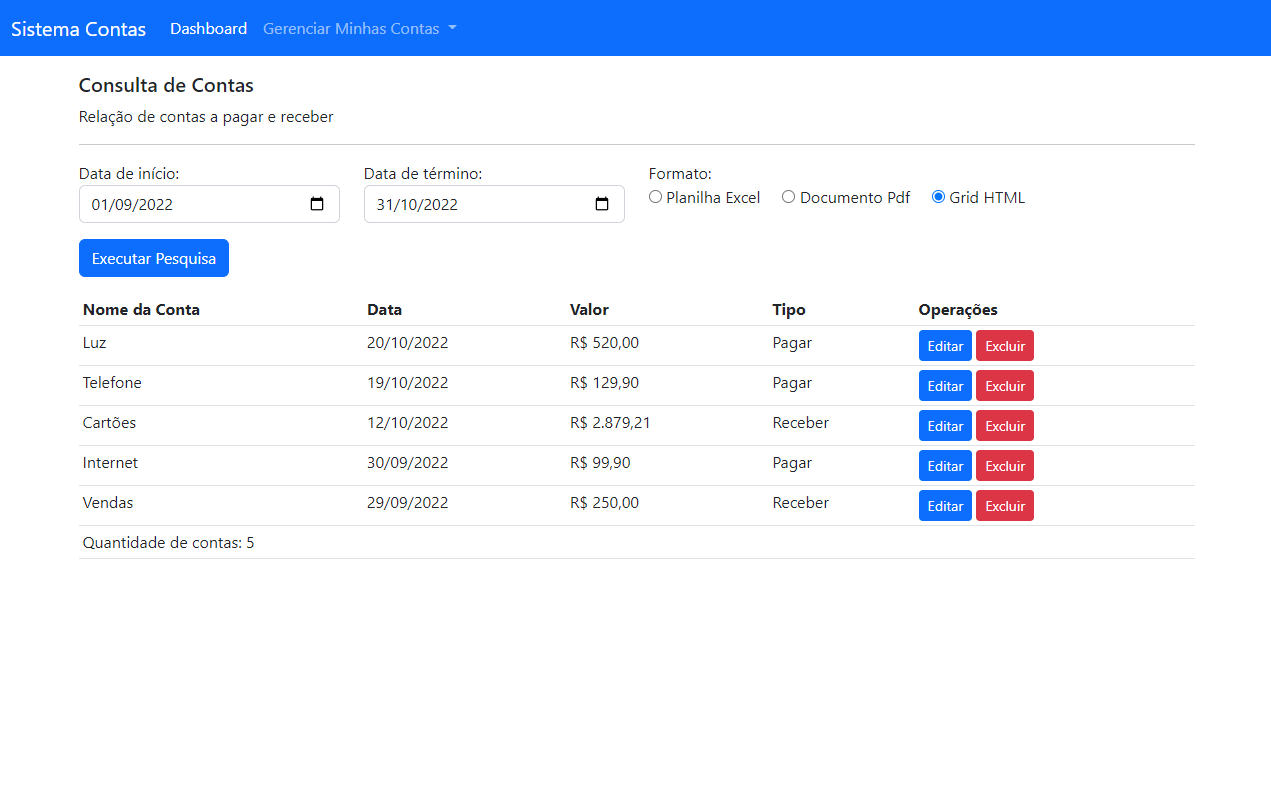 Sistema Contas Dashboard Gerenciar Minhas Contas
Consulta de Contas
Relação de contas a pagar e receber
Data de início: Data de término: Formato:
01/09/2022 31/10/2022 Planilha Excel Documento Pdf Grid HTML
Executar Pesquisa
Nome da Conta Data Valor Tipo Operações
Luz 20/10/2022 R$ 520,00 Pagar Editar Excluir
Telefone 19/10/2022 R$ 129,90 Pagar Editar Excluir
Cartões 12/10/2022 R$ 2.879,21 Receber Editar Excluir
Internet 30/09/2022 R$ 99,90 Pagar Editar Excluir
Vendas 29/09/2022 R$ 250,00 Receber Editar Excluir
Quantidade de contas: 5